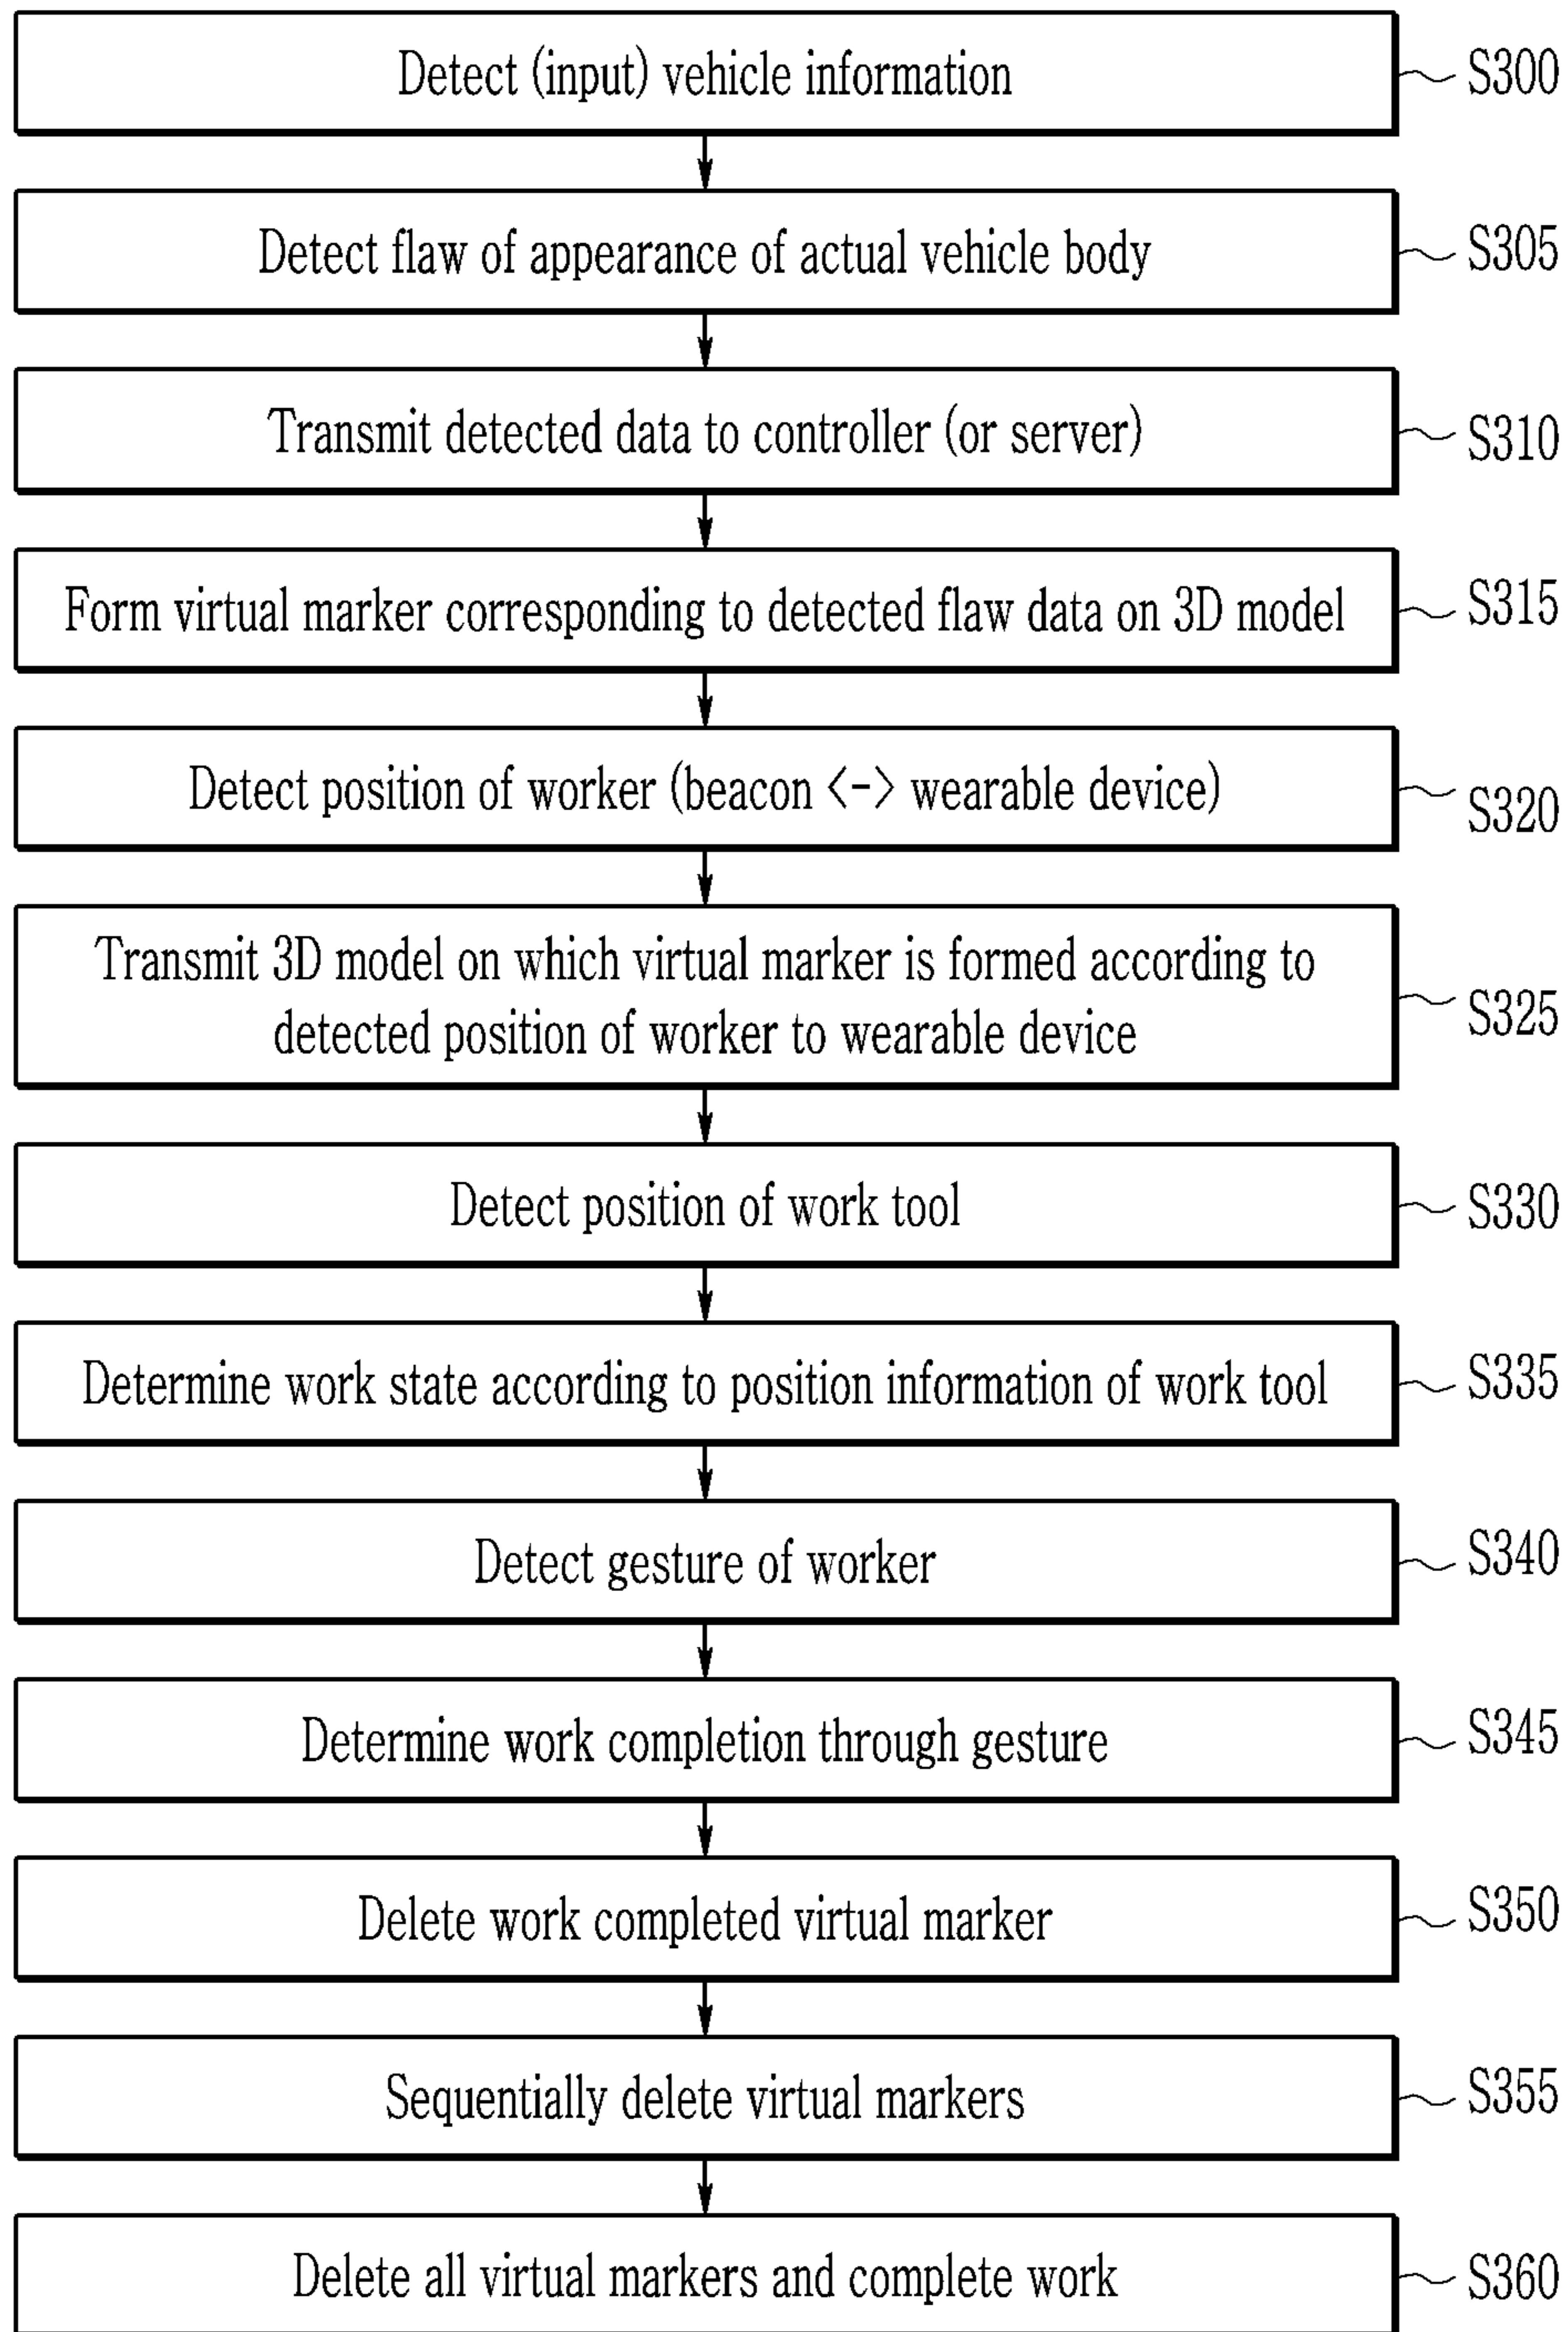 Detect (input) vehicle information
S300
Detect flaw of appearance of actual vehicle body
S305
Transmit detected data to controller (or server)
S310
Form virtual marker corresponding to detected flaw data on 3D model
S315
Detect position of worker (beacon <-> wearable device)
S320
Transmit 3D model on which virtual marker is formed according to
detected position of worker to wearable device
S325
Detect position of work tool
S330
Determine work state according to position information of work tool
S335
Detect gesture of worker
S340
Determine work completion through gesture
S345
Delete work completed virtual marker
S350
Sequentially delete virtual markers
S355
Delete all virtual markers and complete work
S360